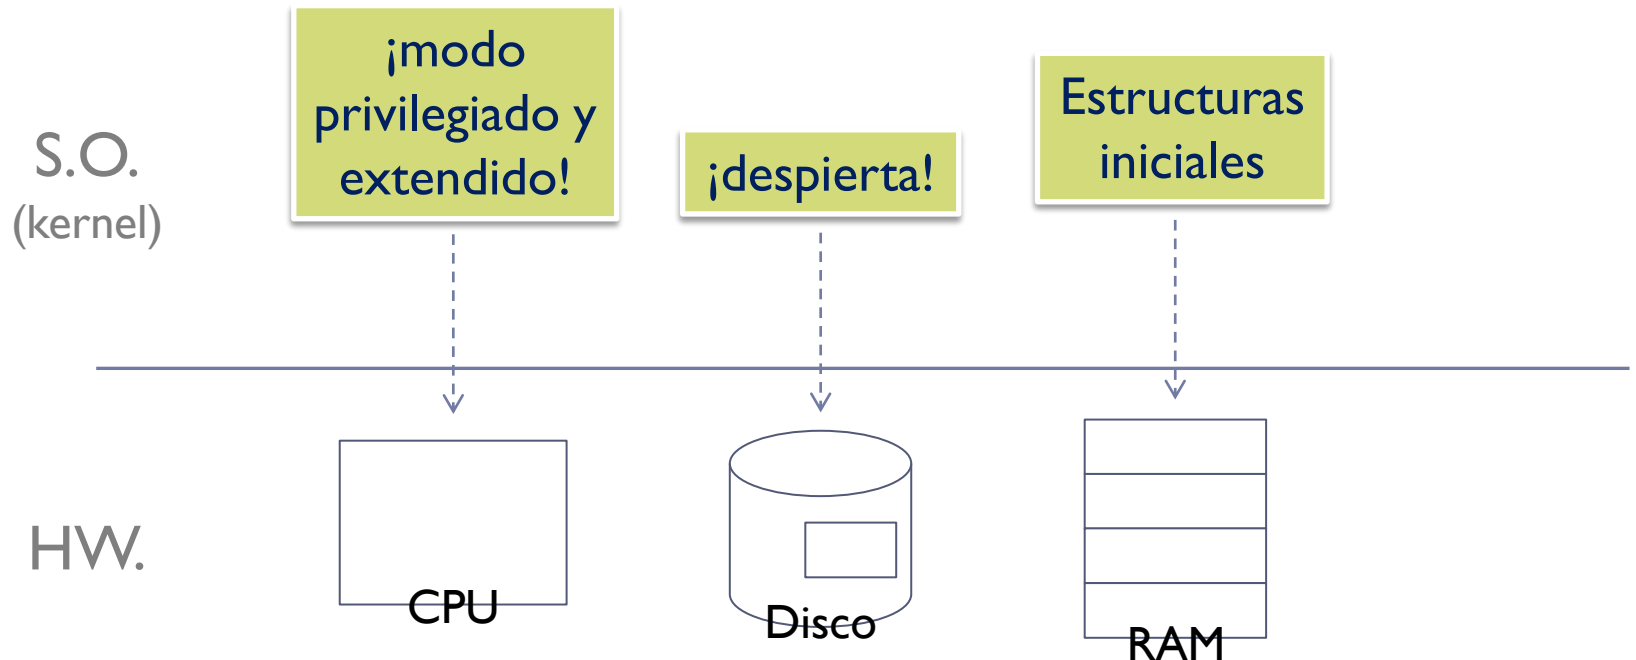 ¡modo
privilegiado y
extendido!
¡despierta!
Estructuras
iniciales
S.O.
(kernel)
HW.
CPU
Disco
RAM